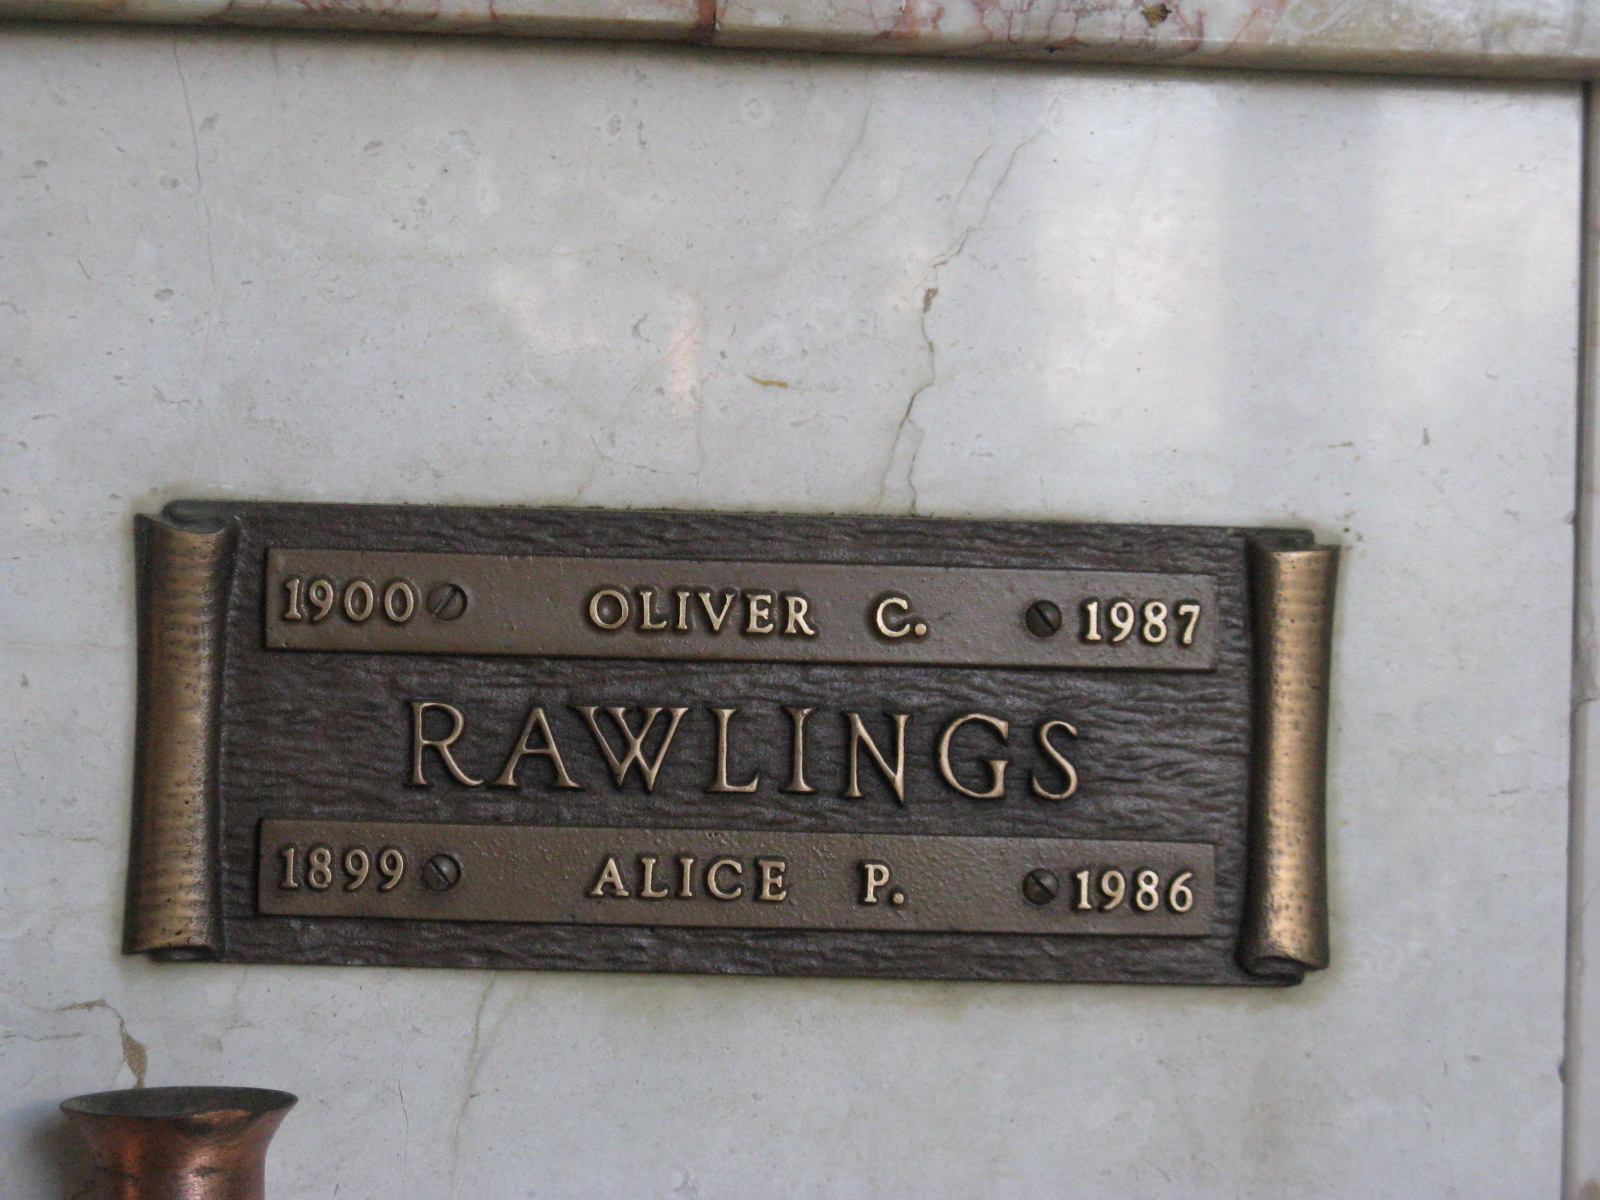 1900 OLIVER C. 1987
RAWLINGS
1899 ALICE P. 1986